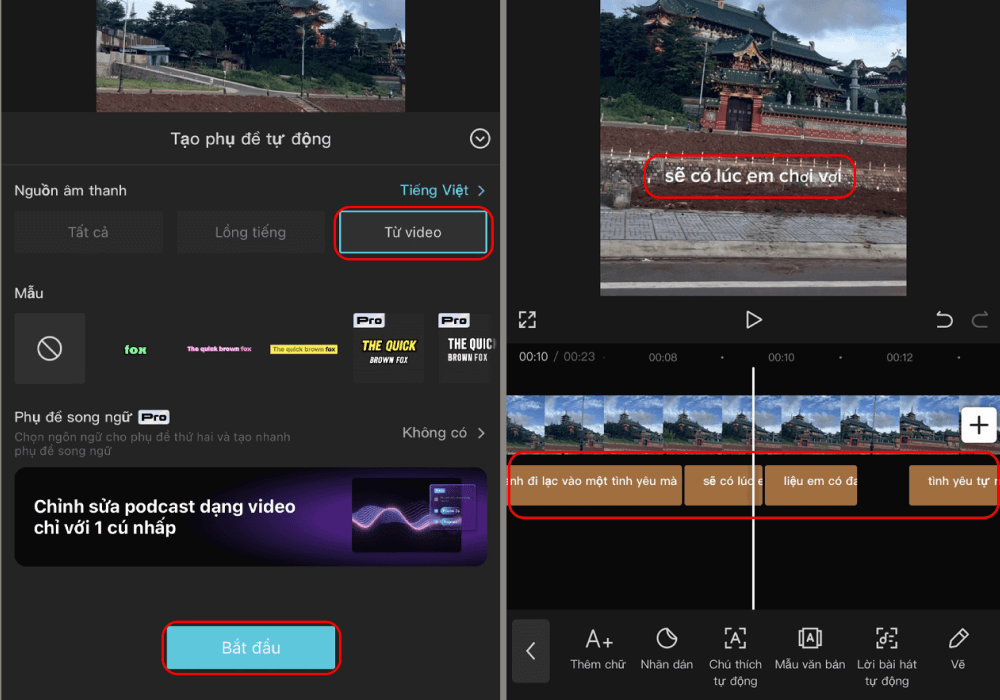 Tạo phụ đề tự động
Nguồn âm thanh
Tiếng Việt
Tất cả
Lồng tiếng
Từ video
Mẫu
fox
The quick brown fox
The quick brown fox
Pro
THE QUICK
BROWN FOX
Pro
THE QUIC
BROWN FOX
Phụ đề song ngữ Pro
Chọn ngôn ngữ cho phụ đề thứ hai và tạo nhanh
phụ đề song ngữ
Không có
Chỉnh sửa podcast dạng video
chỉ với 1 cú nhấp
Bắt đầu
sẽ có lúc em chơi vơi
00:10 / 00:23
00:08
00:10
00:12
nh đi lạc vào một tình yêu mà
sẽ có lúc e
liệu em có đa
tình yêu tự
Thêm chữ
Nhãn dán
Chú thích
tự động
Mẫu văn bản
Lời bài hát
tự động
Vẽ